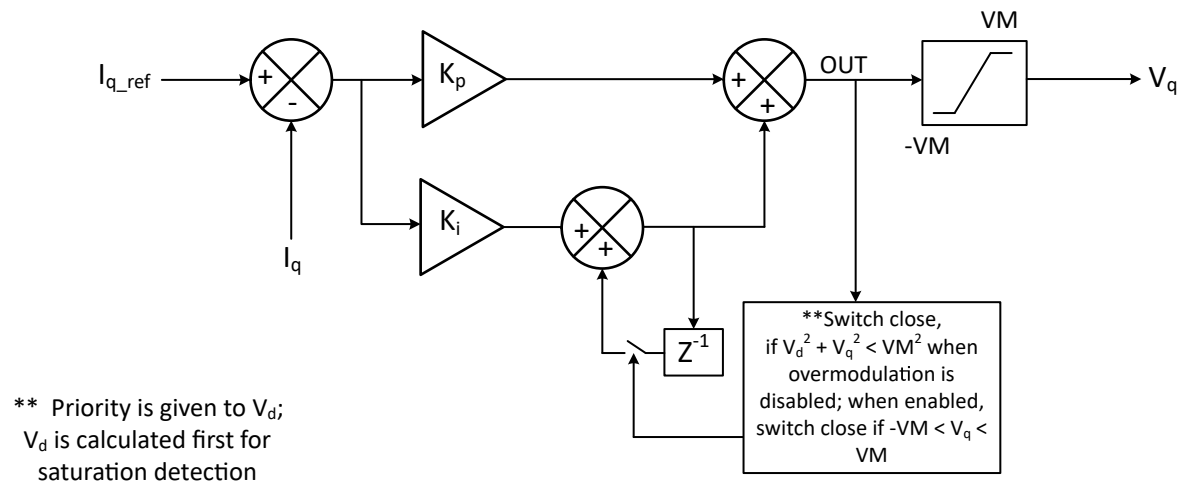 VM
I_q_ref
+
-
K_p
+
+
OUT
V_q
-VM
K_i
+
+
I_q
Z^-1
**Switch close,
if V_d^2 + V_q^2 < VM^2 when
overmodulation is
disabled; when enabled,
switch close if -VM < V_q <
VM
** Priority is given to V_d;
V_d is calculated first for
saturation detection